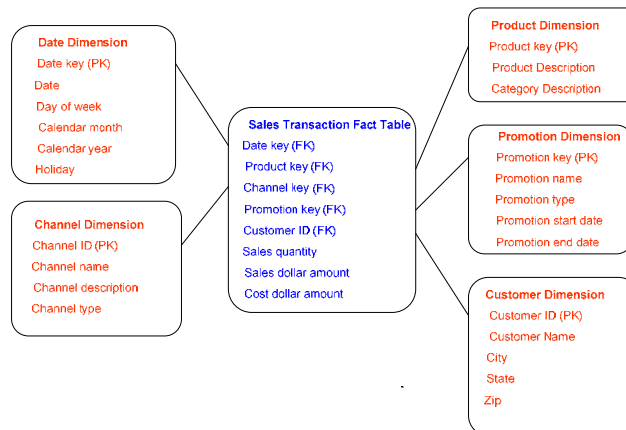 Date Dimension
Date key (PK)
Date
Day of week
Calendar month
Calendar year
Holiday
Channel Dimension
Channel ID (PK)
Channel name
Channel description
Channel type
Sales Transaction Fact Table
Date key (FK)
Product key (FK)
Channel key (FK)
Promotion key (FK)
Customer ID (FK)
Sales quantity
Sales dollar amount
Cost dollar amount
Product Dimension
Product key (PK)
Product Description
Category Description
Promotion Dimension
Promotion key (PK)
Promotion name
Promotion type
Promotion start date
Promotion end date
Customer Dimension
Customer ID (PK)
Customer Name
City
State
Zip